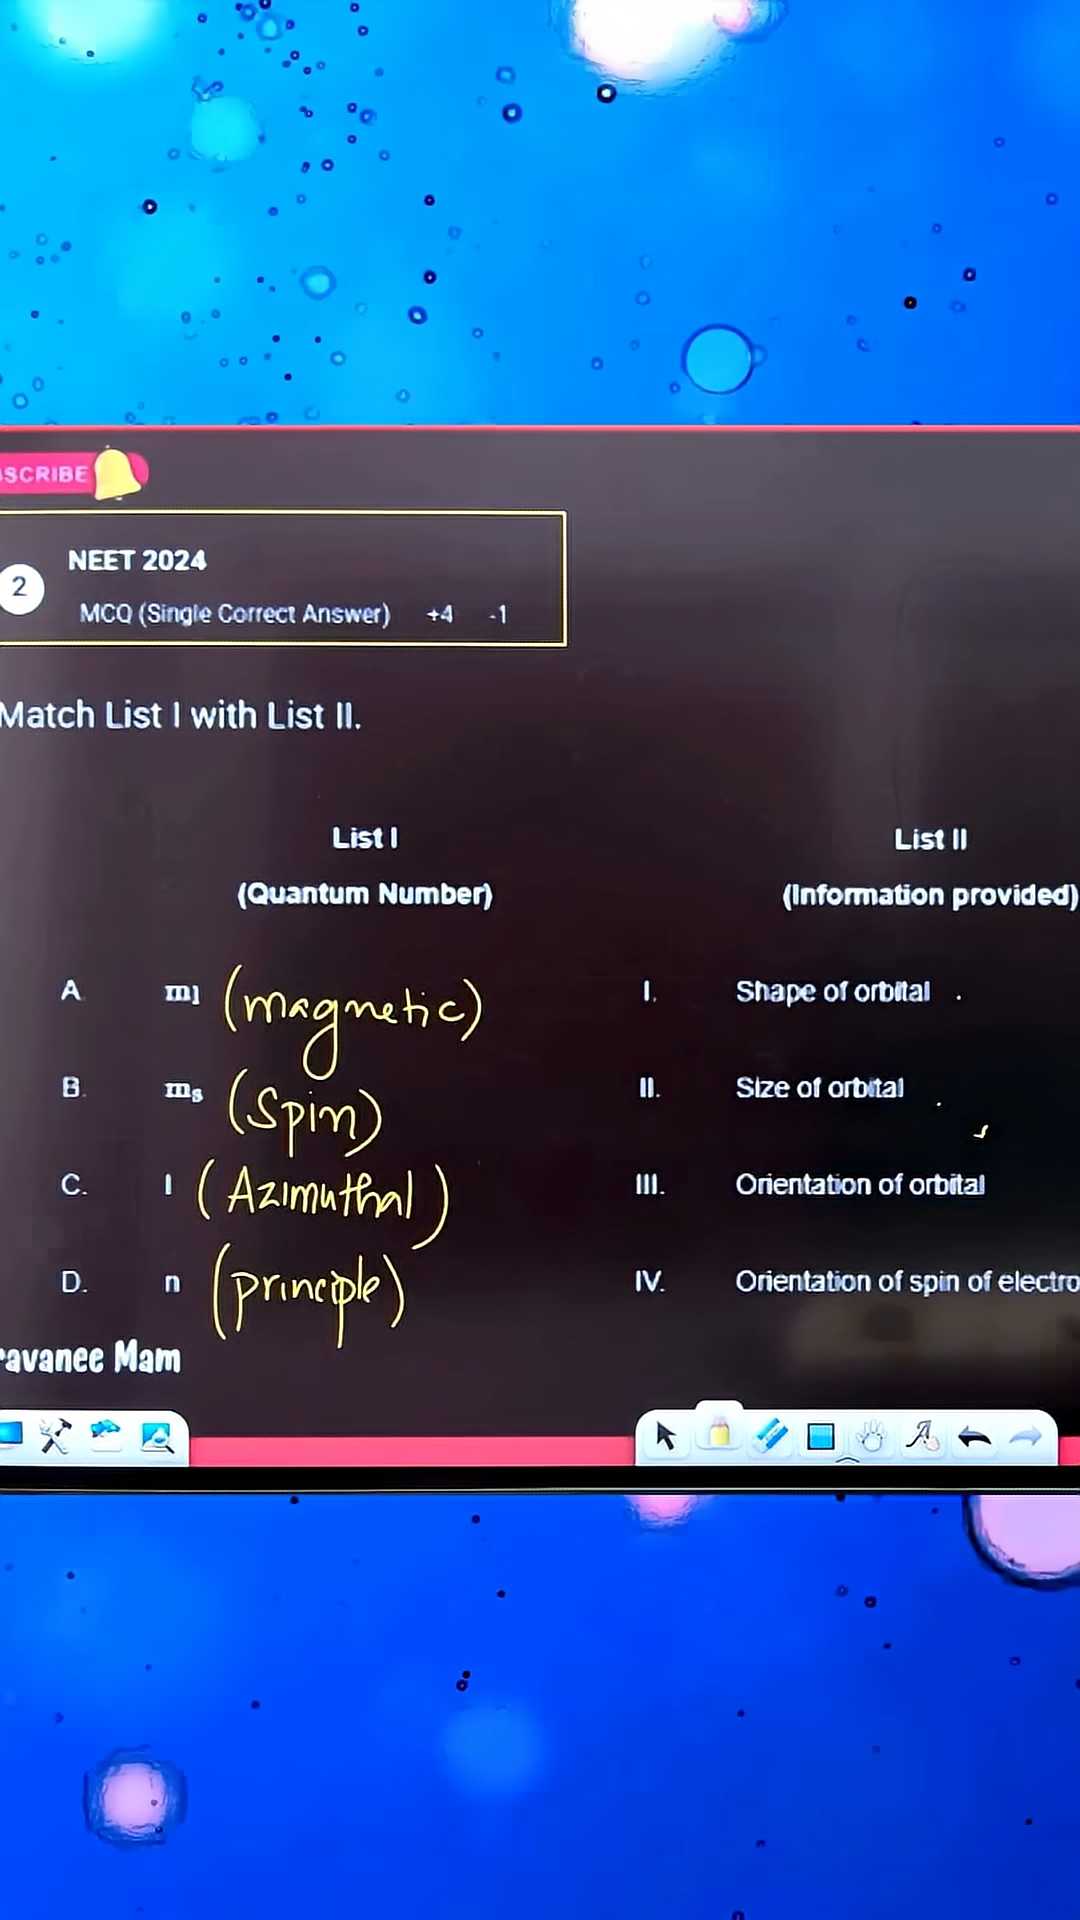 SCRIBE
2
NEET 2024
MCQ (Single Correct Answer) +4 -1
Match List I with List II.
List I List II
(Quantum Number) (Information provided)
A. ml (magnetic) I. Shape of orbital
B. ms (Spin) II. Size of orbital
C. l (Azimuthal) III. Orientation of orbital
D. n (principle) IV. Orientation of spin of electro
ravanee Mam